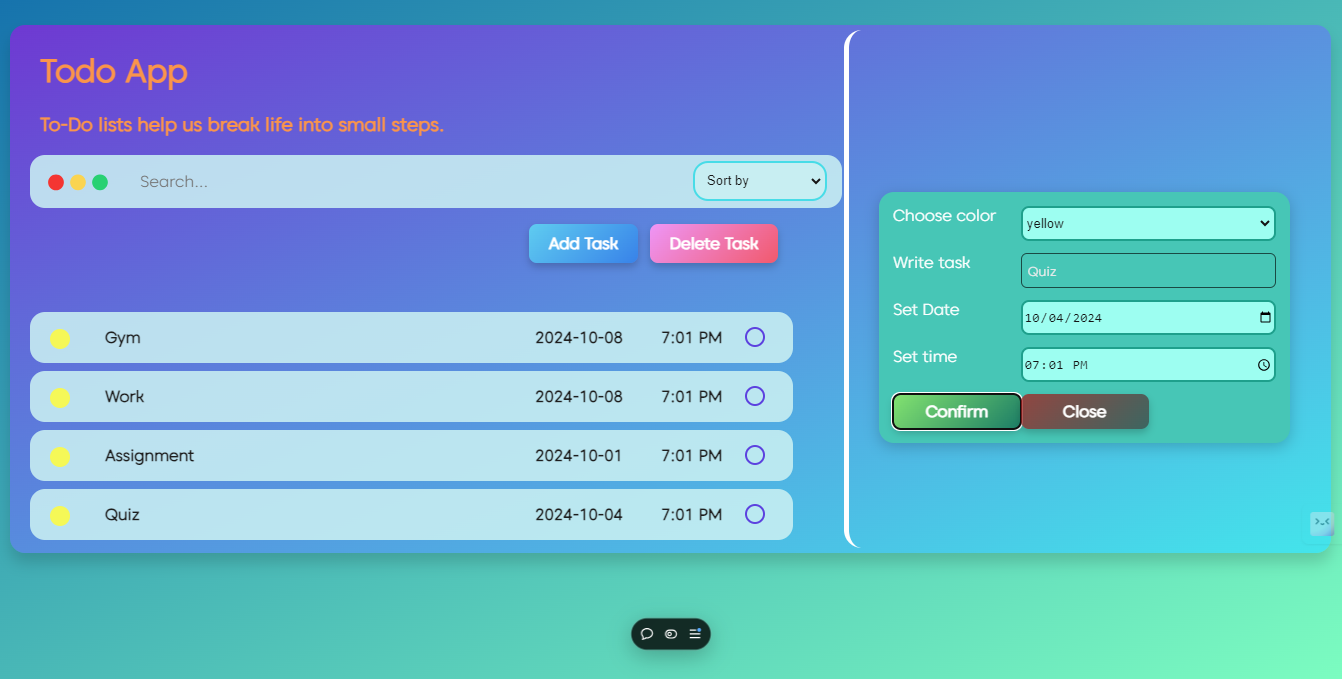 Todo App
To-Do lists help us break life into small steps.
Search...
Sort by
Add Task
Delete Task
Gym 2024-10-08 7:01 PM
Work 2024-10-08 7:01 PM
Assignment 2024-10-01 7:01 PM
Quiz 2024-10-04 7:01 PM
Choose color yellow
Write task Quiz
Set Date 10/04/2024
Set time 07:01 PM
Confirm Close